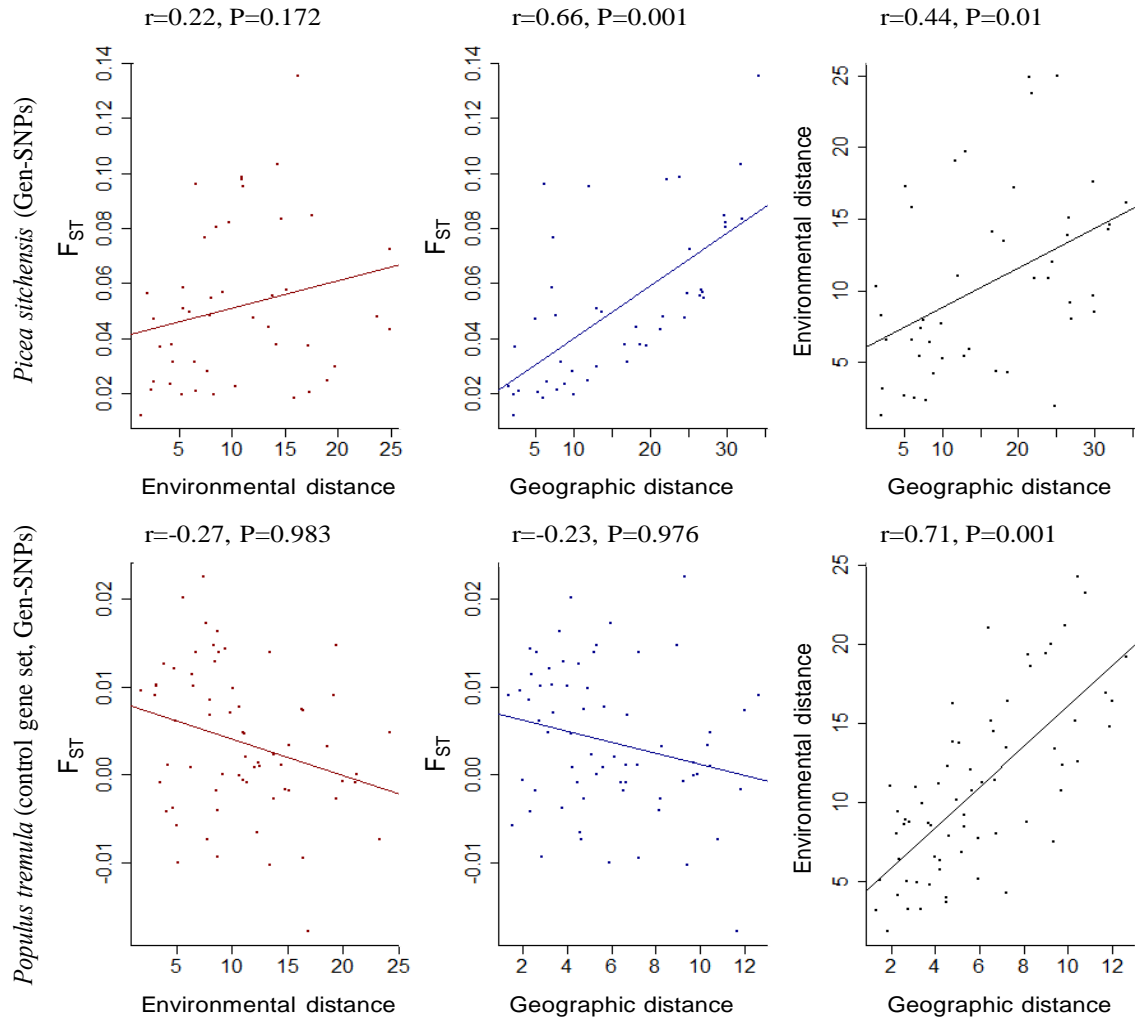 r=0.22, P=0.172
r=0.66, P=0.001
r=0.44, P=0.01
Picea sitchensis (Gen-SNPs)
FST
0.02 0.04 0.06 0.08 0.10 0.12 0.14
5 10 15 20 25
Environmental distance
FST
0.02 0.04 0.06 0.08 0.10 0.12 0.14
5 10 20 30
Geographic distance
Environmental distance
5 10 15 20 25
5 10 20 30
Geographic distance
r=-0.27, P=0.983
r=-0.23, P=0.976
r=0.71, P=0.001
Populus tremula (control gene set, Gen-SNPs)
FST
-0.01 0.00 0.01 0.02
5 10 15 20 25
Environmental distance
FST
-0.01 0.00 0.01 0.02
2 4 6 8 10 12
Geographic distance
Environmental distance
5 10 15 20 25
2 4 6 8 10 12
Geographic distance